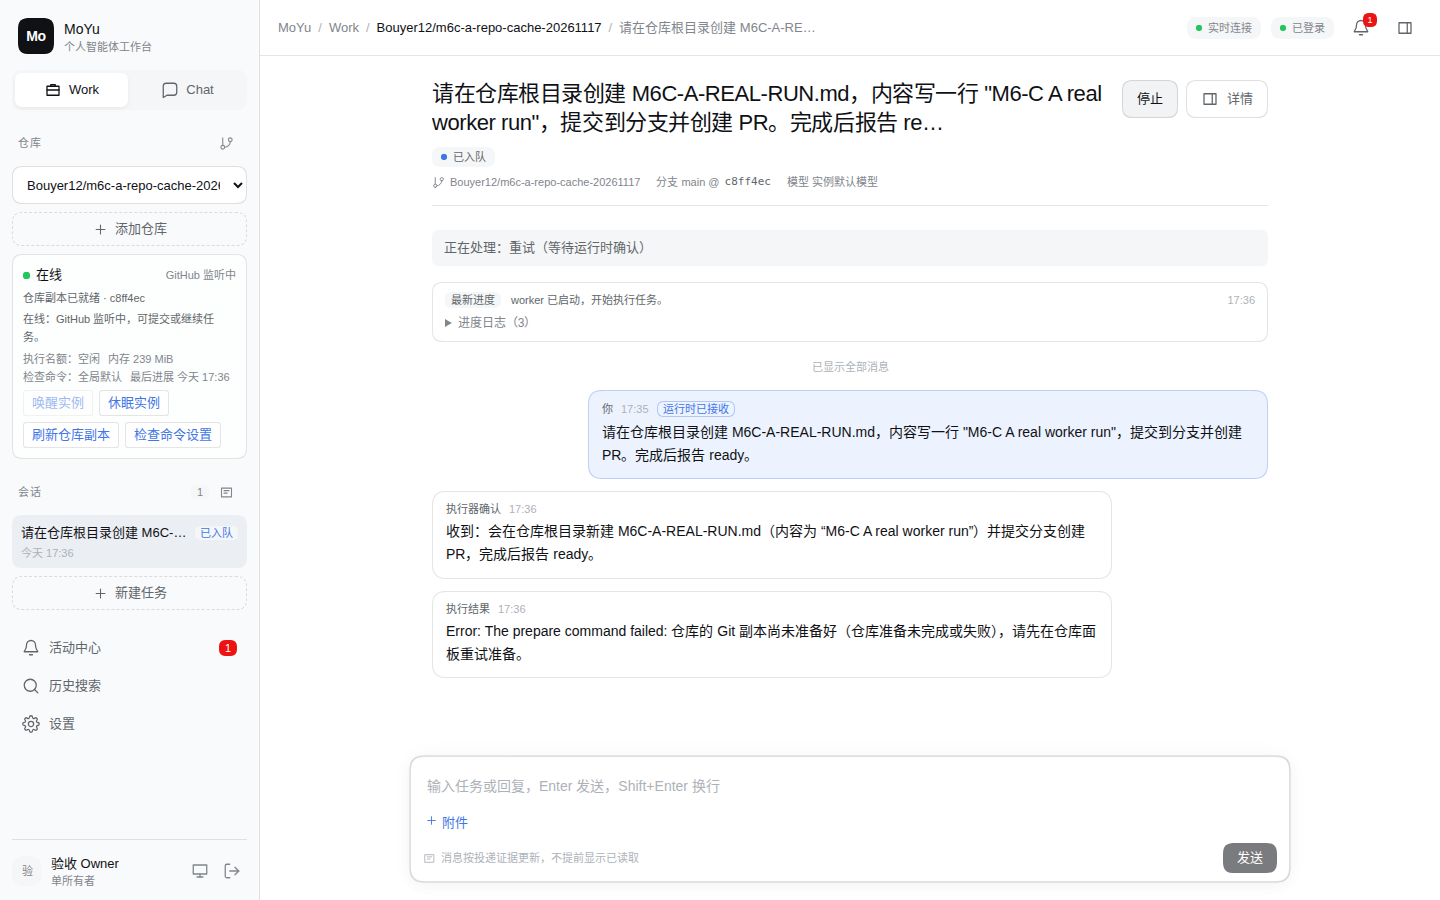 Mo
MoYu
个人智能体工作台
Work
Chat
仓库
Bouyer12/m6c-a-repo-cache-202
添加仓库
在线
GitHub 监听中
仓库副本已就绪 · c8ff4ec
在线：GitHub 监听中，可提交或继续任
务。
执行名额：空闲 内存 239 MiB
检查命令：全局默认 最后进展 今天 17:36
唤醒实例
休眠实例
刷新仓库副本
检查命令设置
会话
1
请在仓库根目录创建 M6C-…
已入队
今天 17:36
新建任务
活动中心
1
历史搜索
设置
验
验收 Owner
单所有者
MoYu / Work / Bouyer12/m6c-a-repo-cache-20261117 / 请在仓库根目录创建 M6C-A-RE…
实时连接
已登录
1
请在仓库根目录创建 M6C-A-REAL-RUN.md，内容写一行 "M6-C A real
worker run"，提交到分支并创建 PR。完成后报告 re…
停止
详情
已入队
Bouyer12/m6c-a-repo-cache-20261117 分支 main @ c8ff4ec 模型 实例默认模型
正在处理：重试（等待运行时确认）
最新进度 worker 已启动，开始执行任务。 17:36
进度日志（3）
已显示全部消息
你 17:35 运行时已接收
请在仓库根目录创建 M6C-A-REAL-RUN.md，内容写一行 "M6-C A real worker run"，提交到分支并创建
PR。完成后报告 ready。
执行器确认 17:36
收到：会在仓库根目录新建 M6C-A-REAL-RUN.md（内容为 “M6-C A real worker run”）并提交分支创建
PR，完成后报告 ready。
执行结果 17:36
Error: The prepare command failed: 仓库的 Git 副本尚未准备好（仓库准备未完成或失败），请先在仓库面
板重试准备。
输入任务或回复，Enter 发送，Shift+Enter 换行
附件
消息按投递证据更新，不提前显示已读取
发送